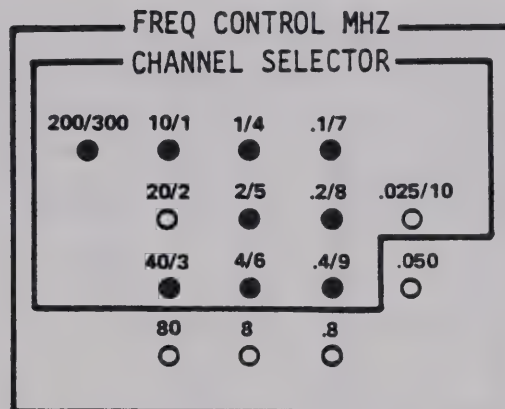 FREQ CONTROL MHZ
CHANNEL SELECTOR
200/300 10/1 1/4 .1/7
20/2 2/5 .2/8 .025/10
40/3 4/6 .4/9 .050
80 8 .8